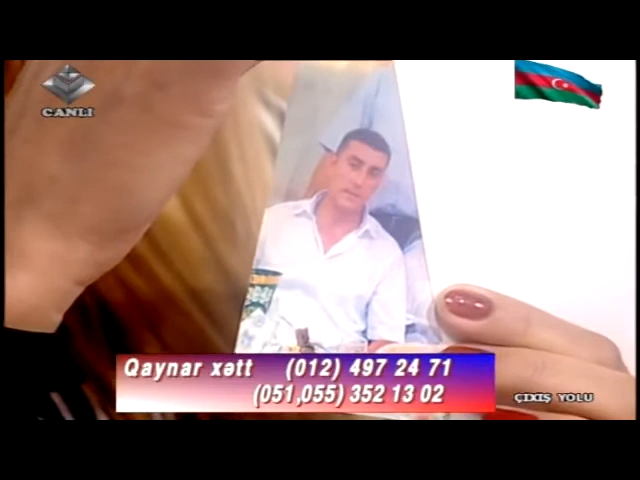 CANLI
Qaynar xətt (012) 497 24 71
(051,055) 352 13 02
ÇIXIŞ YOLU